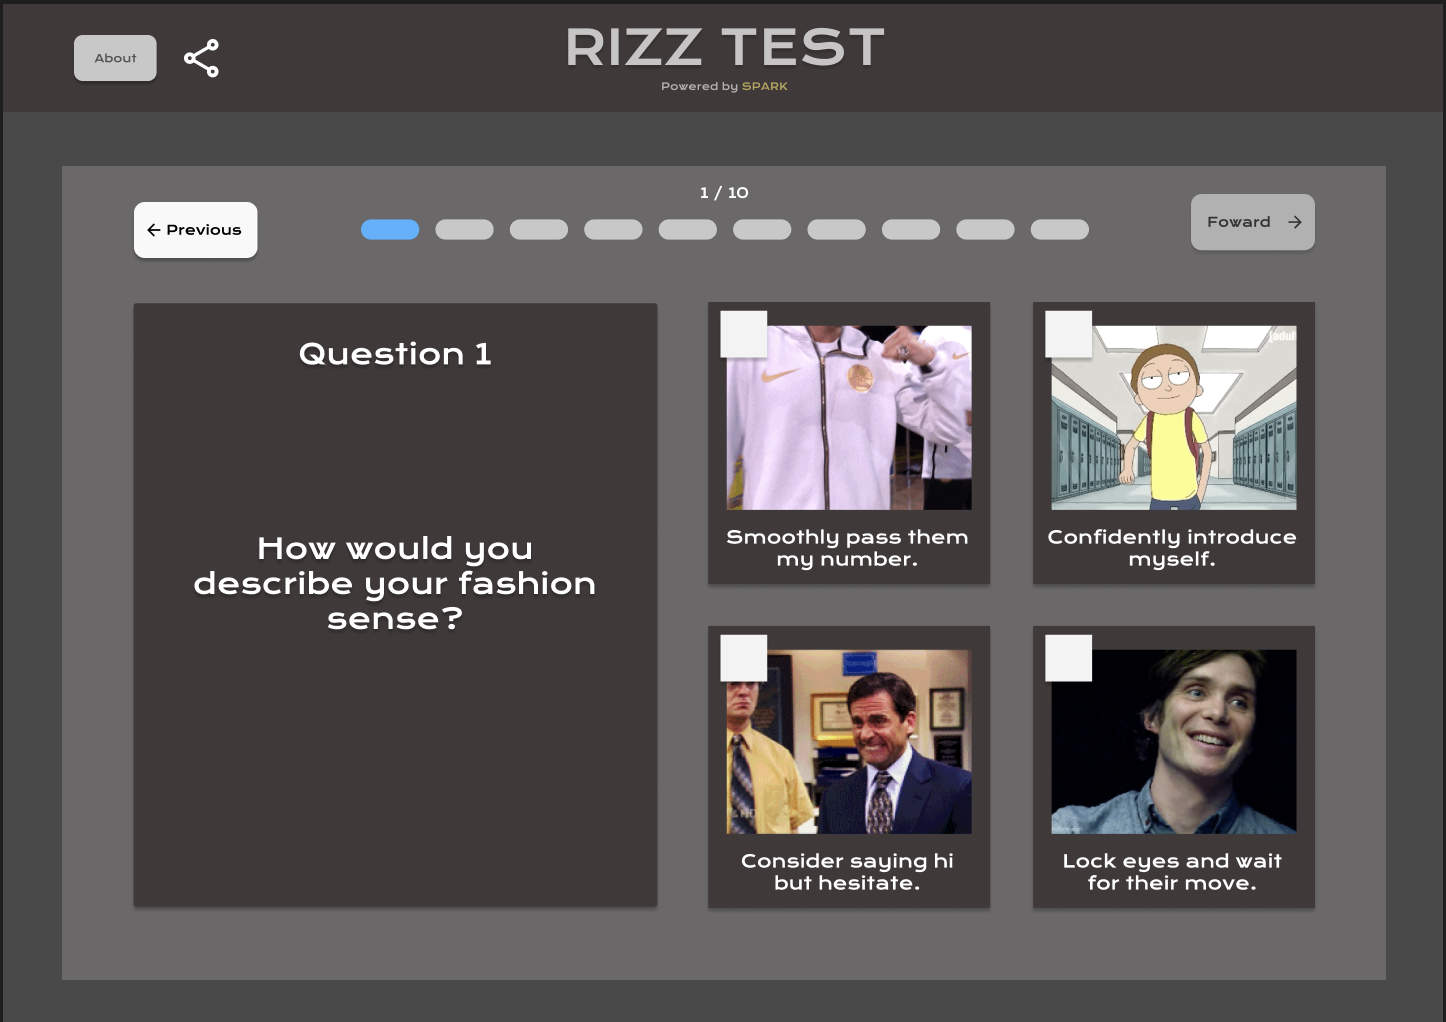 About
RIZZ TEST
Powered by SPARK
1 / 10
Previous
Foward
Question 1
How would you
describe your fashion
sense?
Smoothly pass them
my number.
[adul
Confidently introduce
myself.
Consider saying hi
but hesitate.
Lock eyes and wait
for their move.